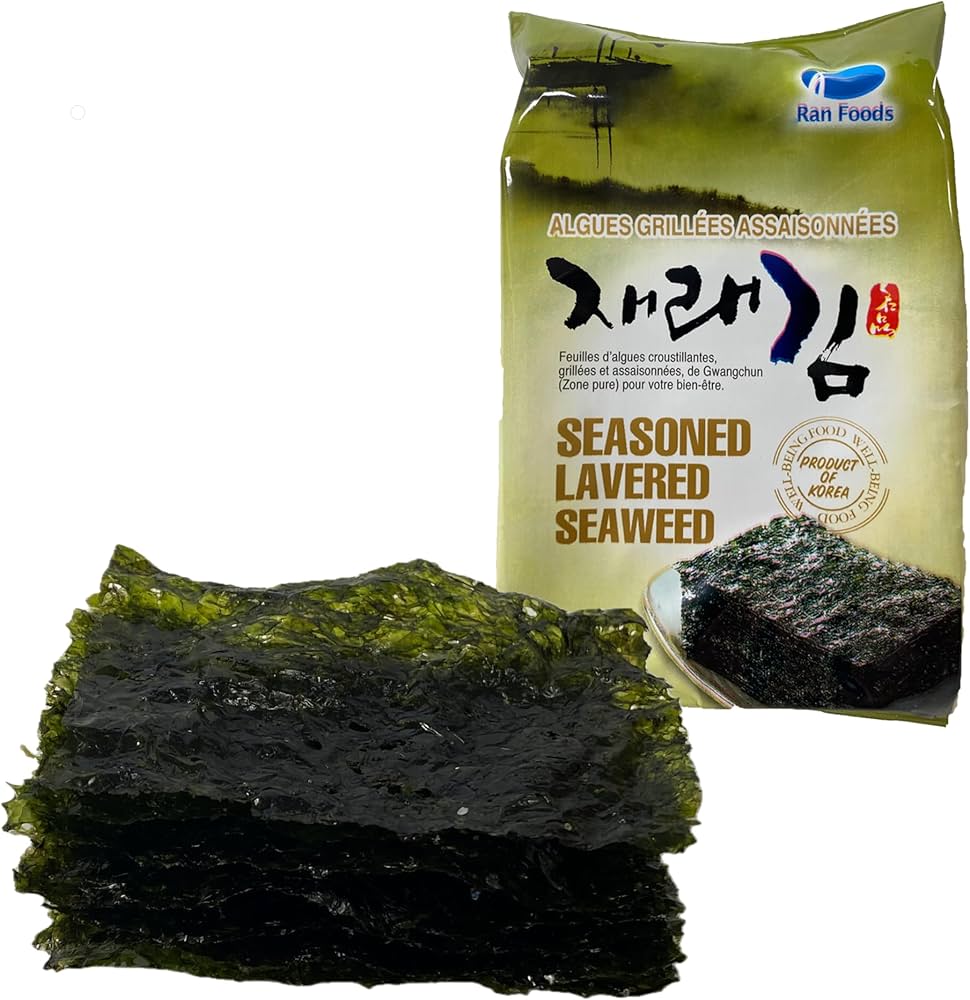 Ran Foods
ALGUES GRILLÉES ASSAISONNÉES
재래김
Feuilles d'algues croustillantes,
grillées et assaisonnées, de Gwangchun
(Zone pure) pour votre bien-être.
SEASONED
LAVERED
SEAWEED
WELL-BEING FOOD WELL-BEING FOOD
PRODUCT
OF
KOREA